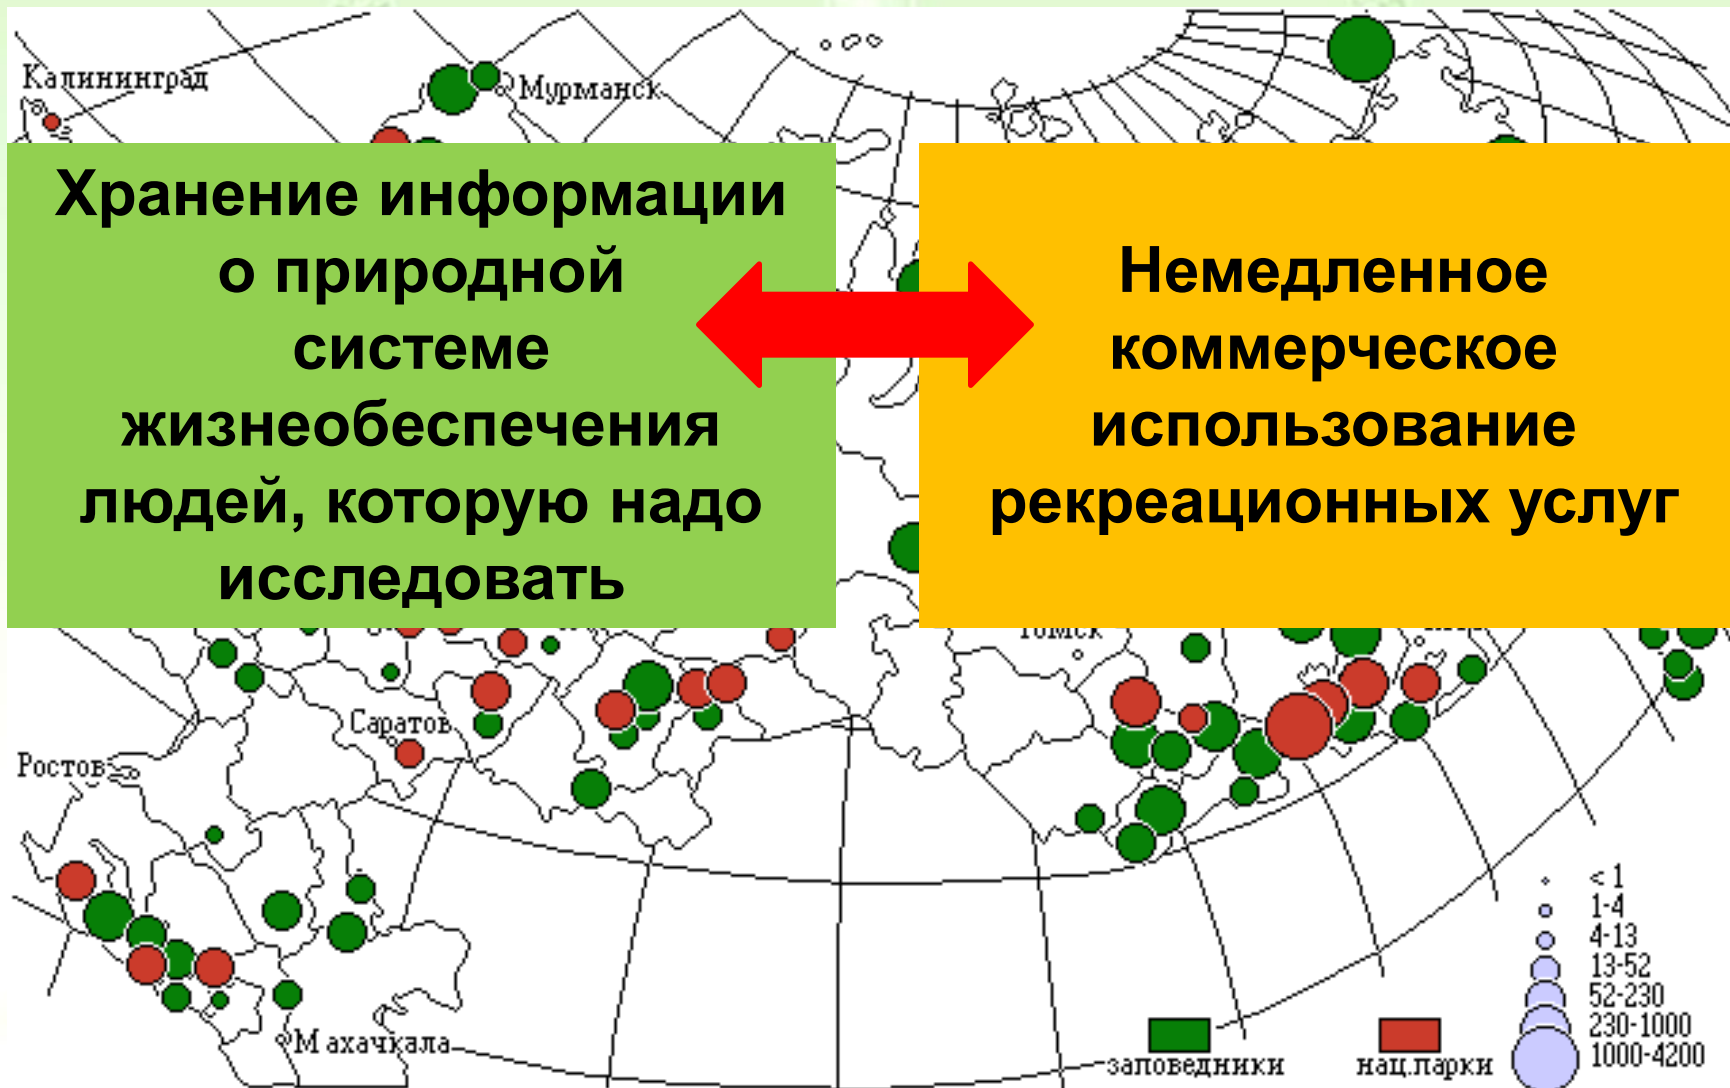 Калининград
Мурманск
Хранение информации
о природной
системе
жизнеобеспечения
людей, которую надо
исследовать
Немедленное
коммерческое
использование
рекреационных услуг
Томск
Саратов
Ростов
Махачкала
< 1
1-4
4-13
13-52
52-230
230-1000
1000-4200
заповедники
нац.парки